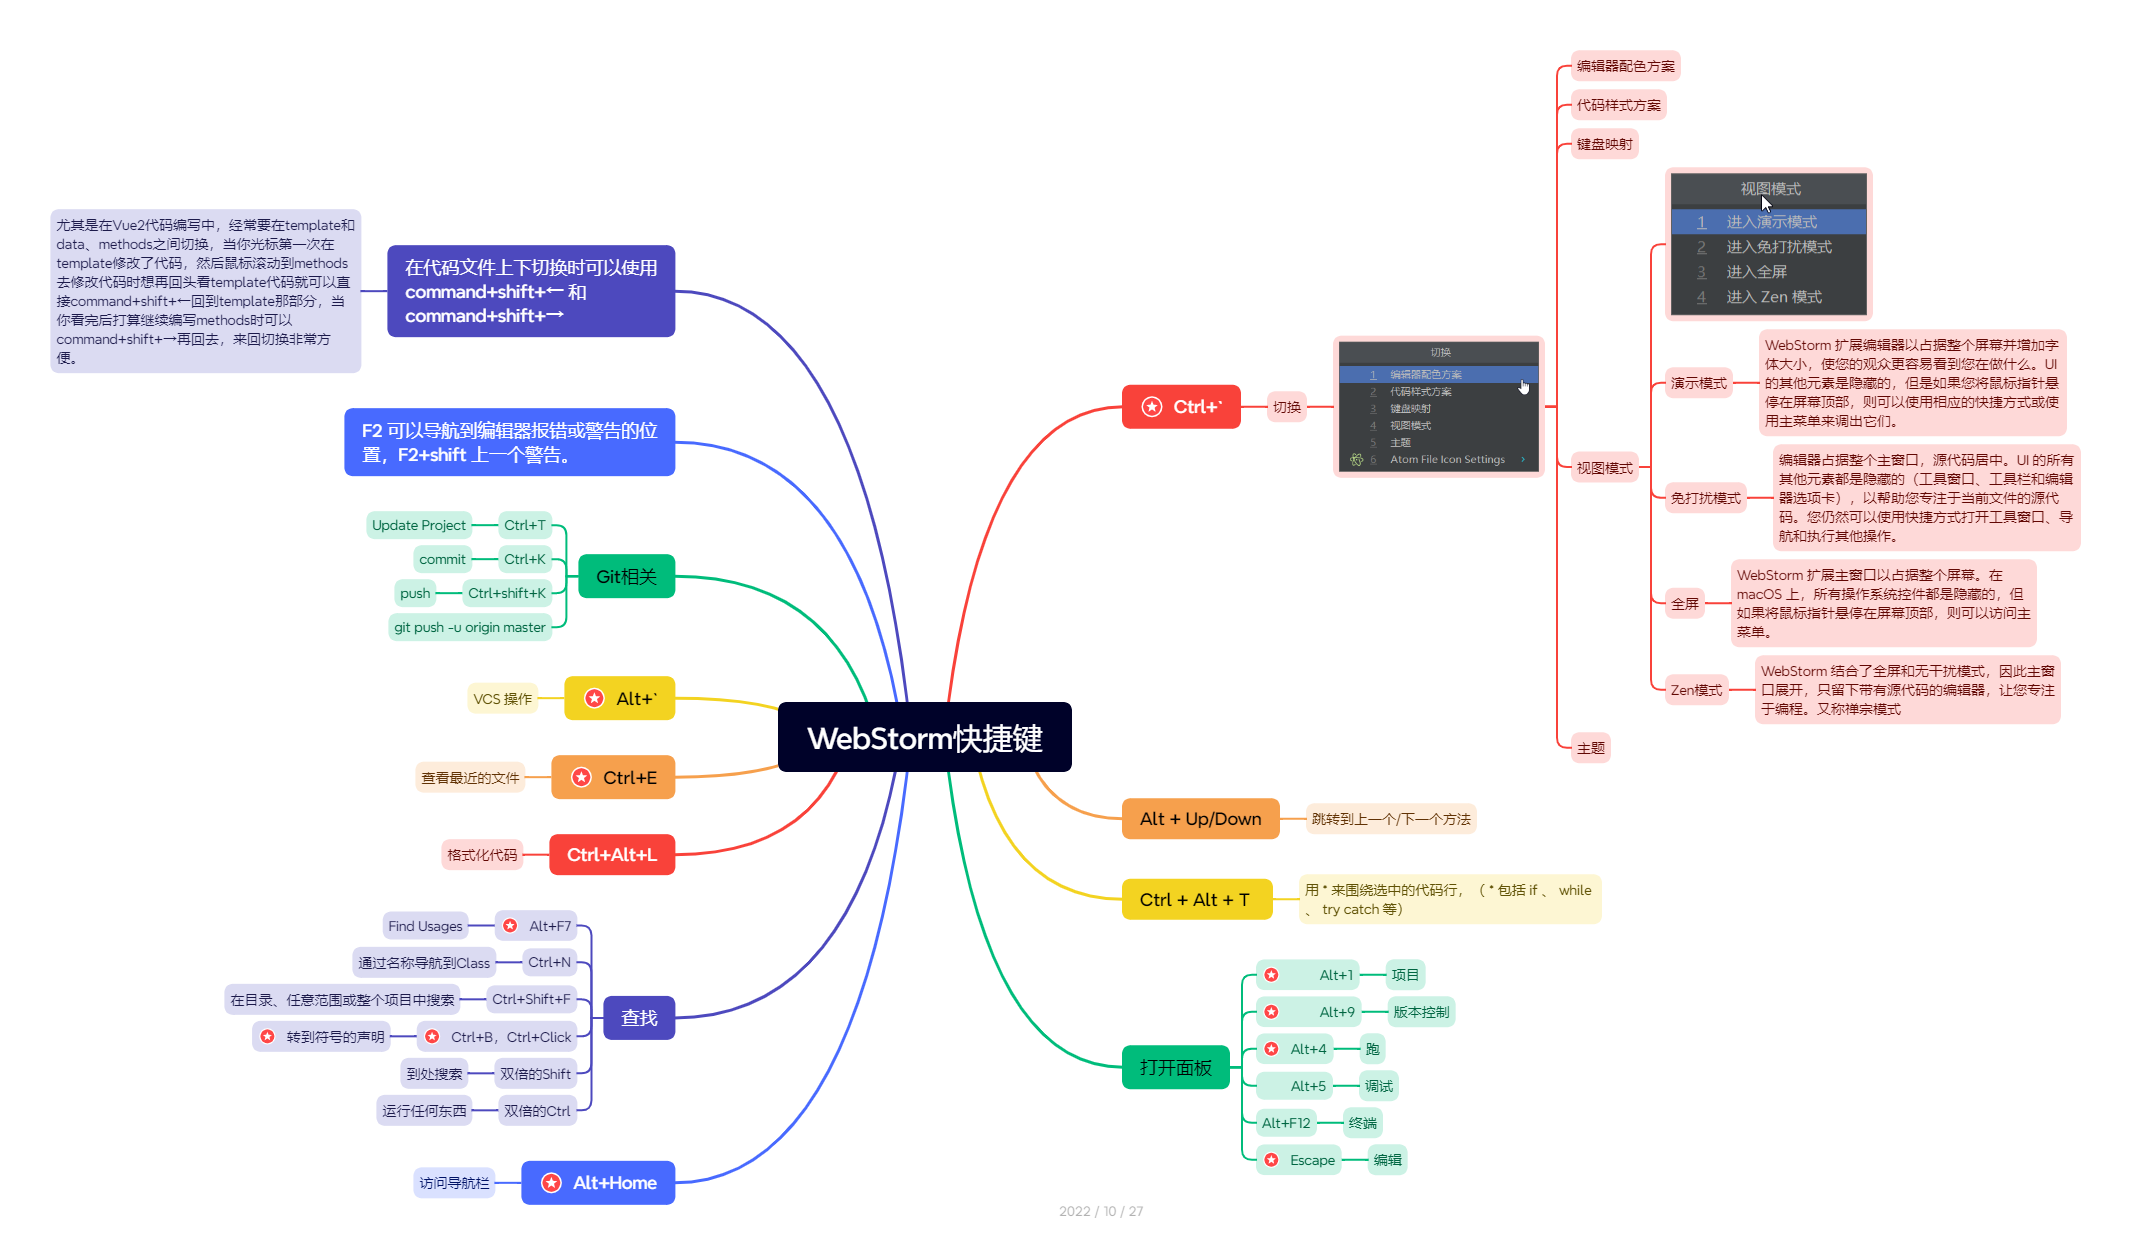 WebStorm快捷键
Ctrl+`
切换
切换
1 编辑器配色方案
2 代码样式方案
3 键盘映射
4 视图模式
5 主题
6 Atom File Icon Settings
编辑器配色方案
代码样式方案
键盘映射
视图模式
视图模式
1 进入演示模式
2 进入免打扰模式
3 进入全屏
4 进入 Zen 模式
演示模式
WebStorm 扩展编辑器以占据整个屏幕并增加字
体大小，使您的观众更容易看到您在做什么。UI
的其他元素是隐藏的，但是如果您将鼠标指针悬
停在屏幕顶部，则可以使用相应的快捷方式或使
用主菜单来调出它们。
免打扰模式
编辑器占据整个主窗口，源代码居中。UI 的所有
其他元素都是隐藏的（工具窗口、工具栏和编辑
器选项卡），以帮助您专注于当前文件的源代
码。您仍然可以使用快捷方式打开工具窗口、导
航和执行其他操作。
全屏
WebStorm 扩展主窗口以占据整个屏幕。在
macOS 上，所有操作系统控件都是隐藏的，但
如果将鼠标指针悬停在屏幕顶部，则可以访问主
菜单。
Zen模式
WebStorm 结合了全屏和无干扰模式，因此主窗
口展开，只留下带有源代码的编辑器，让您专注
于编程。又称禅宗模式
主题
Alt + Up/Down
跳转到上一个/下一个方法
Ctrl + Alt + T
用 * 来围绕选中的代码行，（ * 包括 if 、 while
、 try catch 等）
打开面板
Alt+1
项目
Alt+9
版本控制
Alt+4
跑
Alt+5
调试
Alt+F12
终端
Escape
编辑
在代码文件上下切换时可以使用
command+shift+← 和
command+shift+→
尤其是在Vue2代码编写中，经常要在template和
data、methods之间切换，当你光标第一次在
template修改了代码，然后鼠标滚动到methods
去修改代码时想再回头看template代码就可以直
接command+shift+←回到template那部分，当
你看完后打算继续编写methods时可以
command+shift+→再回去，来回切换非常方
便。
F2 可以导航到编辑器报错或警告的位
置，F2+shift 上一个警告。
Git相关
Ctrl+T
Update Project
Ctrl+K
commit
Ctrl+shift+K
push
git push -u origin master
Alt+`
VCS 操作
Ctrl+E
查看最近的文件
Ctrl+Alt+L
格式化代码
查找
Alt+F7
Find Usages
Ctrl+N
通过名称导航到Class
Ctrl+Shift+F
在目录、任意范围或整个项目中搜索
Ctrl+B，Ctrl+Click
转到符号的声明
双倍的Shift
到处搜索
双倍的Ctrl
运行任何东西
Alt+Home
访问导航栏
2022 / 10 / 27